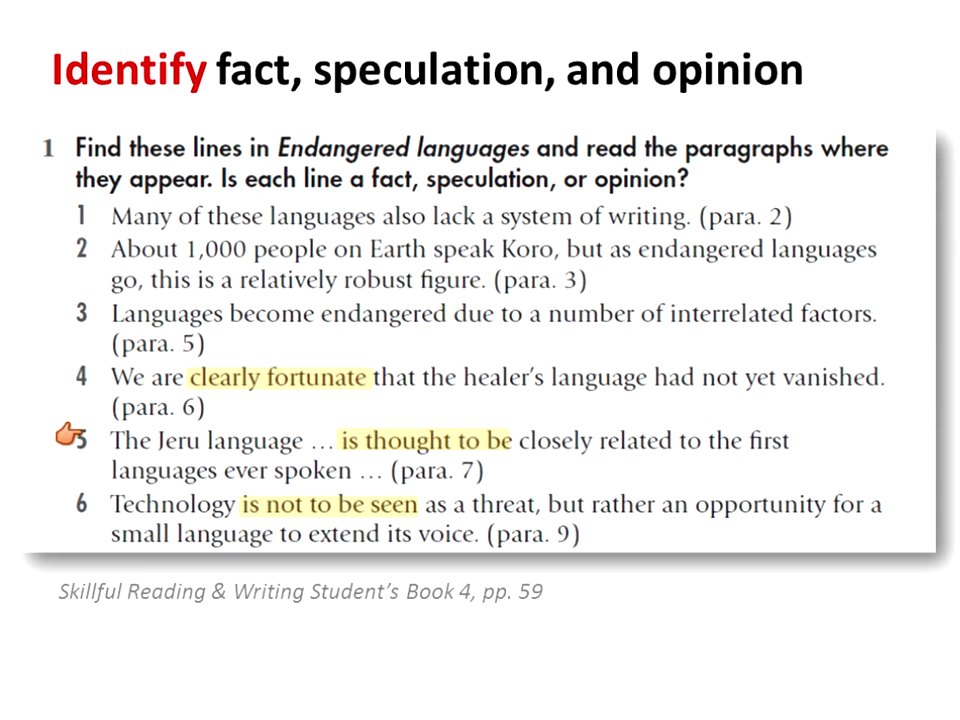 Identify fact, speculation, and opinion
1 Find these lines in Endangered languages and read the paragraphs where
they appear. Is each line a fact, speculation, or opinion?
1 Many of these languages also lack a system of writing. (para. 2)
2 About 1,000 people on Earth speak Koro, but as endangered languages
go, this is a relatively robust figure. (para. 3)
3 Languages become endangered due to a number of interrelated factors.
(para. 5)
4 We are clearly fortunate that the healer's language had not yet vanished.
(para. 6)
5 The Jeru language … is thought to be closely related to the first
languages ever spoken … (para. 7)
6 Technology is not to be seen as a threat, but rather an opportunity for a
small language to extend its voice. (para. 9)
Skillful Reading & Writing Student's Book 4, pp. 59